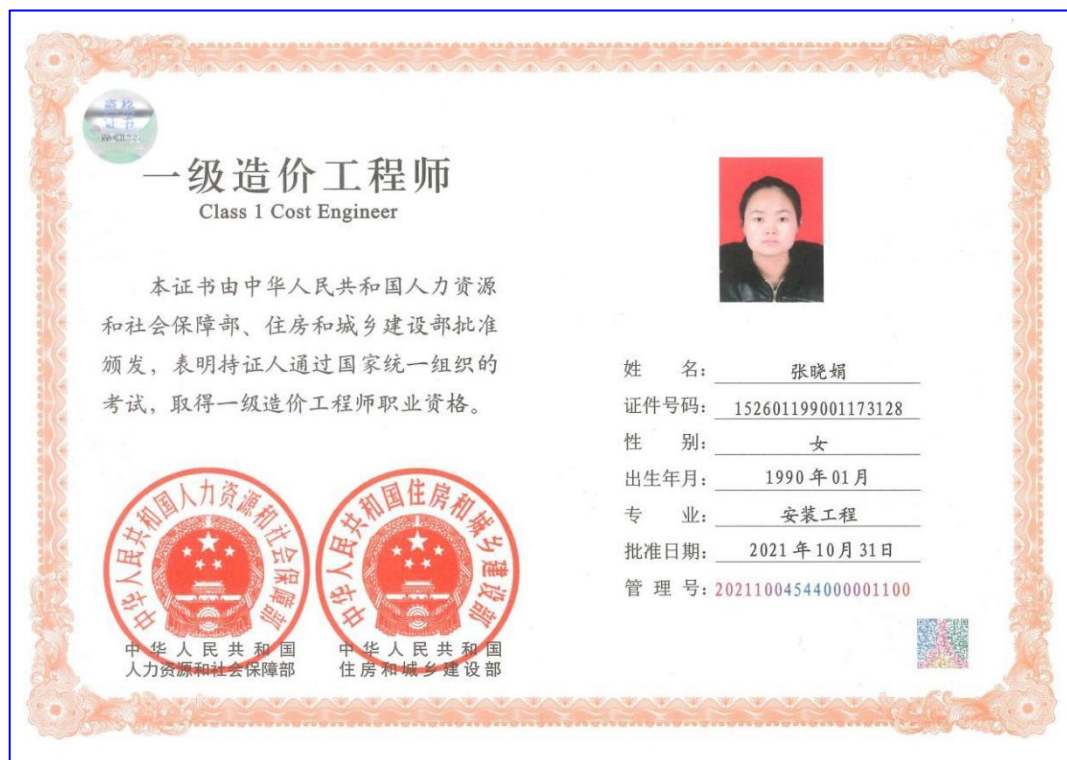 资格
证书
一级造价工程师
Class 1 Cost Engineer
本证书由中华人民共和国人力资源
和社会保障部、住房和城乡建设部批准
颁发，表明持证人通过国家统一组织的
考试，取得一级造价工程师职业资格。
中华人民共和国人力资源和社会保障部
中华人民共和国住房和城乡建设部
中华人民共和国
人力资源和社会保障部
中华人民共和国
住房和城乡建设部
姓 名：张晓娟
证件号码：152601199001173128
性 别：女
出生年月：1990年01月
专 业：安装工程
批准日期：2021年10月31日
管 理 号：20211004544000001100